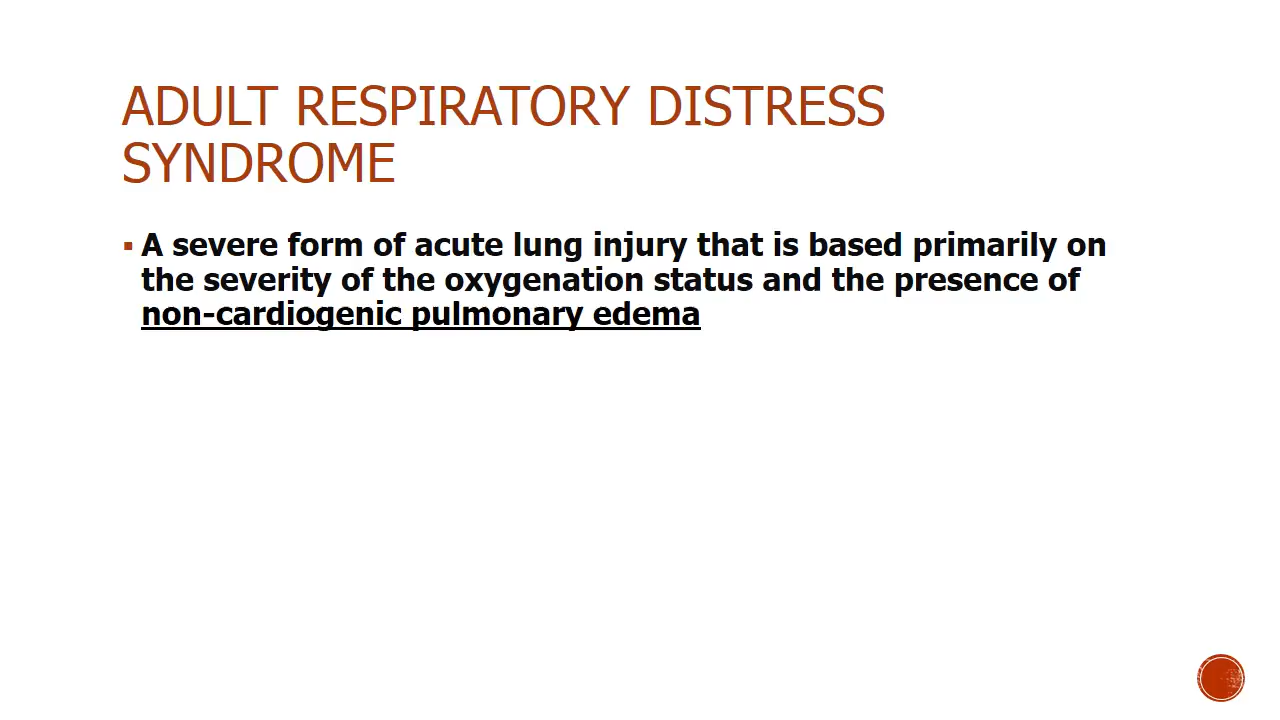 ADULT RESPIRATORY DISTRESS
SYNDROME
▪ A severe form of acute lung injury that is based primarily on
the severity of the oxygenation status and the presence of
non-cardiogenic pulmonary edema